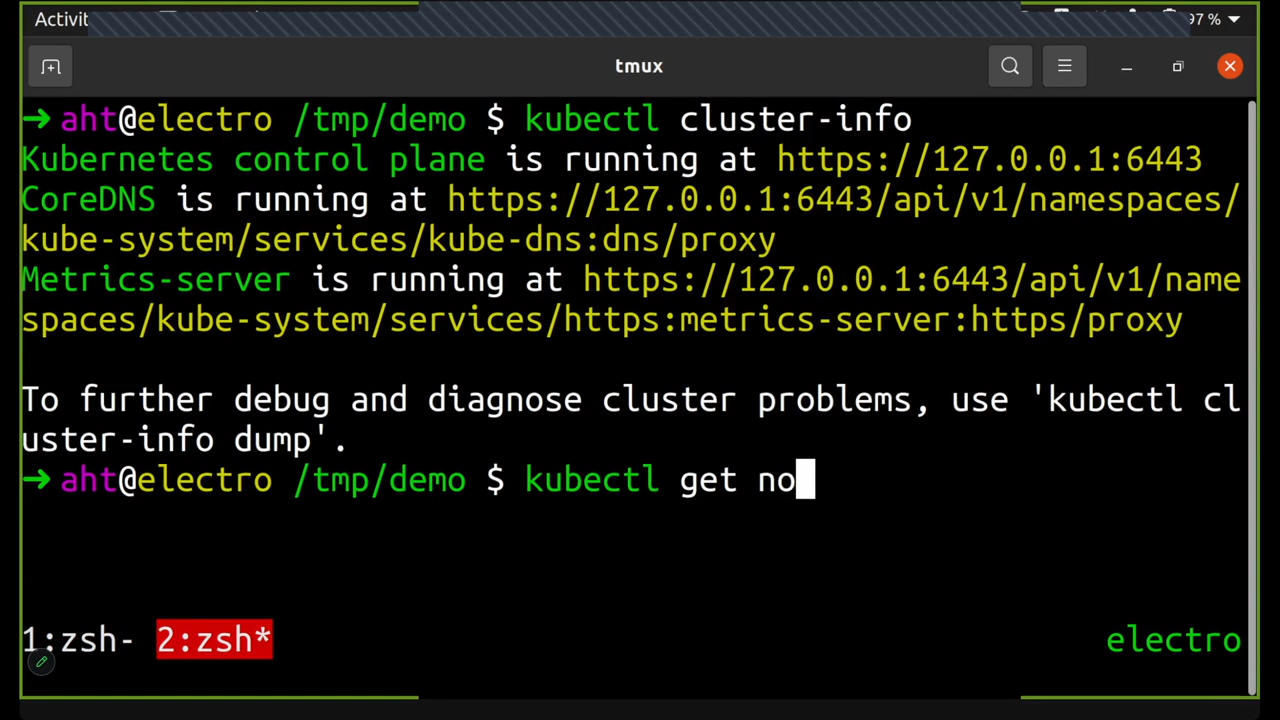 Activit
97 %
tmux
➜ aht@electro /tmp/demo $ kubectl cluster-info
Kubernetes control plane is running at https://127.0.0.1:6443
CoreDNS is running at https://127.0.0.1:6443/api/v1/namespaces/
kube-system/services/kube-dns:dns/proxy
Metrics-server is running at https://127.0.0.1:6443/api/v1/name
spaces/kube-system/services/https:metrics-server:https/proxy
To further debug and diagnose cluster problems, use 'kubectl cl
uster-info dump'.
➜ aht@electro /tmp/demo $ kubectl get no
1:zsh- 2:zsh* electro